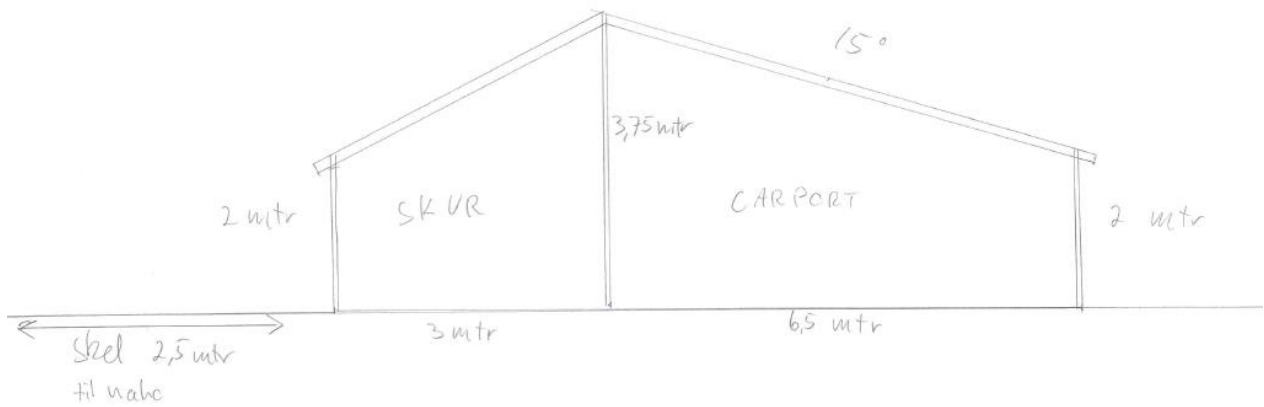 15°
3,75 mtr
2 mtr
SKUR
CARPORT
2 mtr
3 mtr
6,5 mtr
Skel 2,5 mtr
til nabo